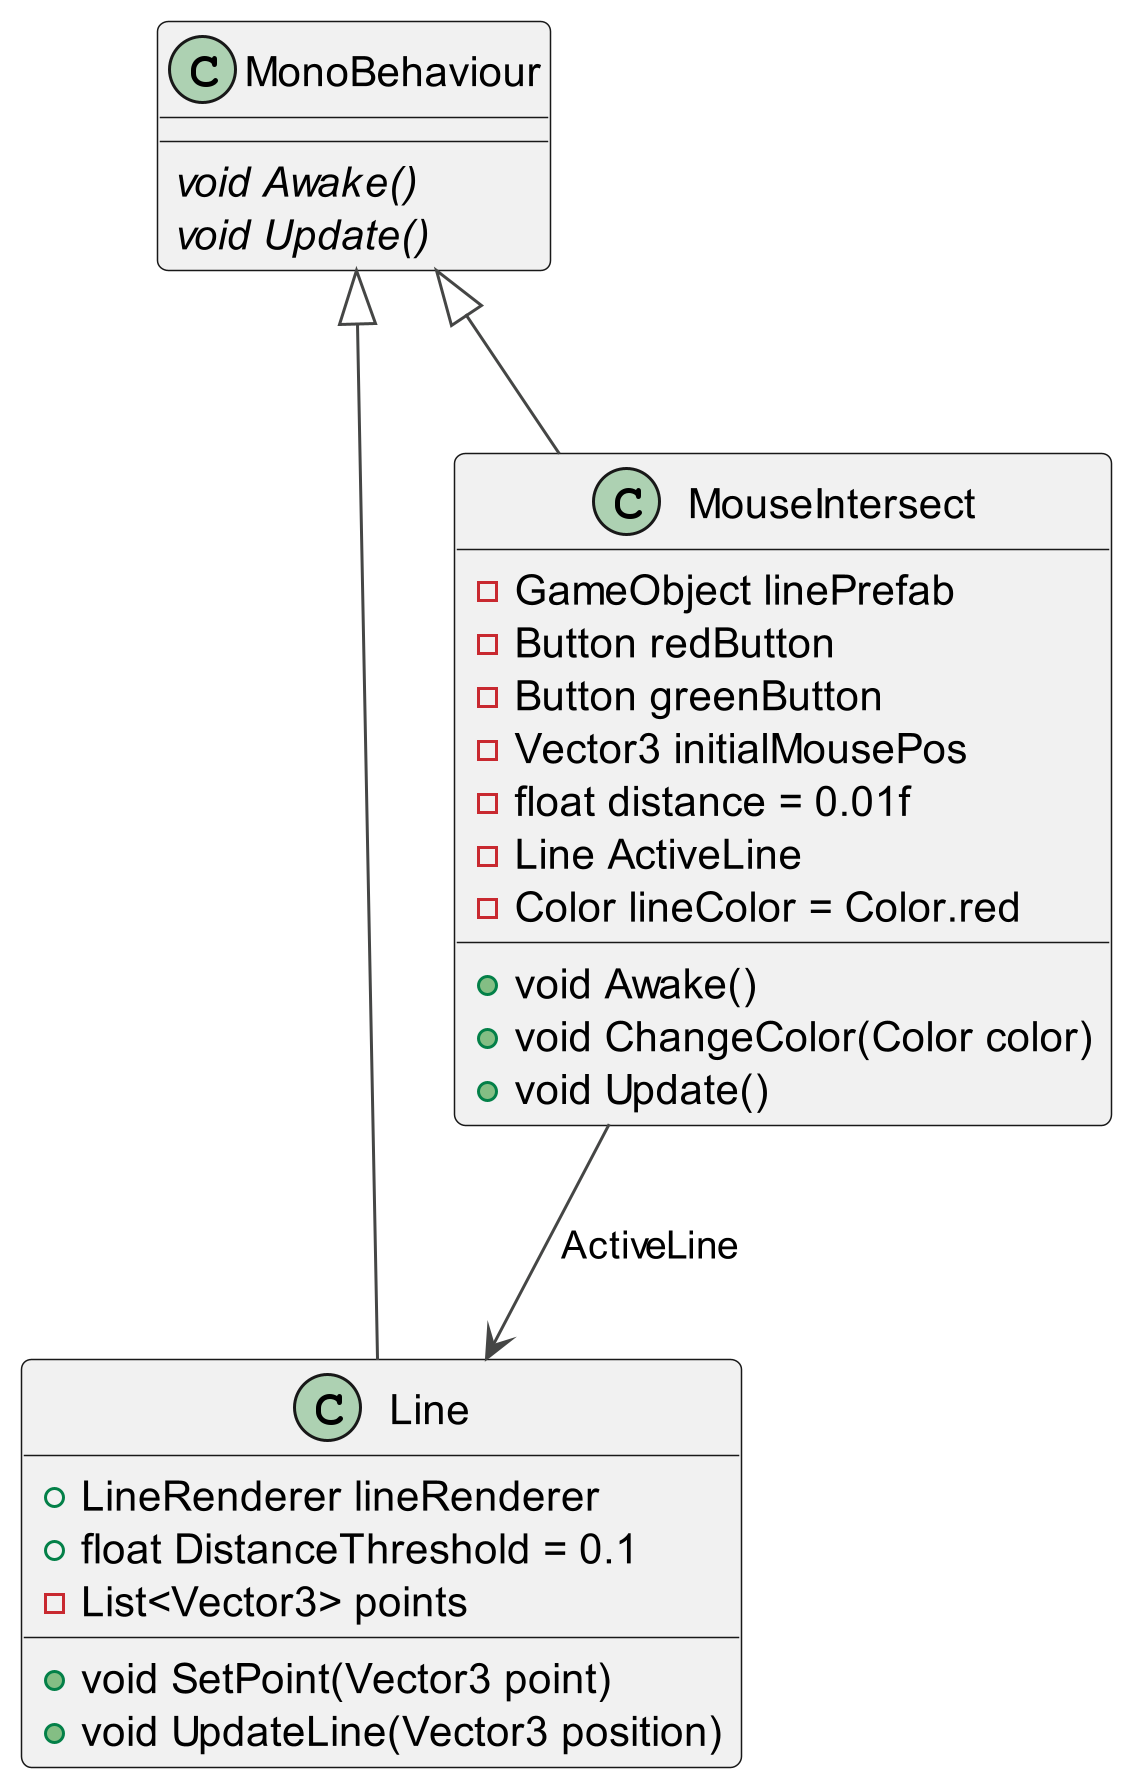 C MonoBehaviour
void Awake()
void Update()
C MouseIntersect
GameObject linePrefab
Button redButton
Button greenButton
Vector3 initialMousePos
float distance = 0.01f
Line ActiveLine
Color lineColor = Color.red
void Awake()
void ChangeColor(Color color)
void Update()
ActiveLine
C Line
LineRenderer lineRenderer
float DistanceThreshold = 0.1
List<Vector3> points
void SetPoint(Vector3 point)
void UpdateLine(Vector3 position)